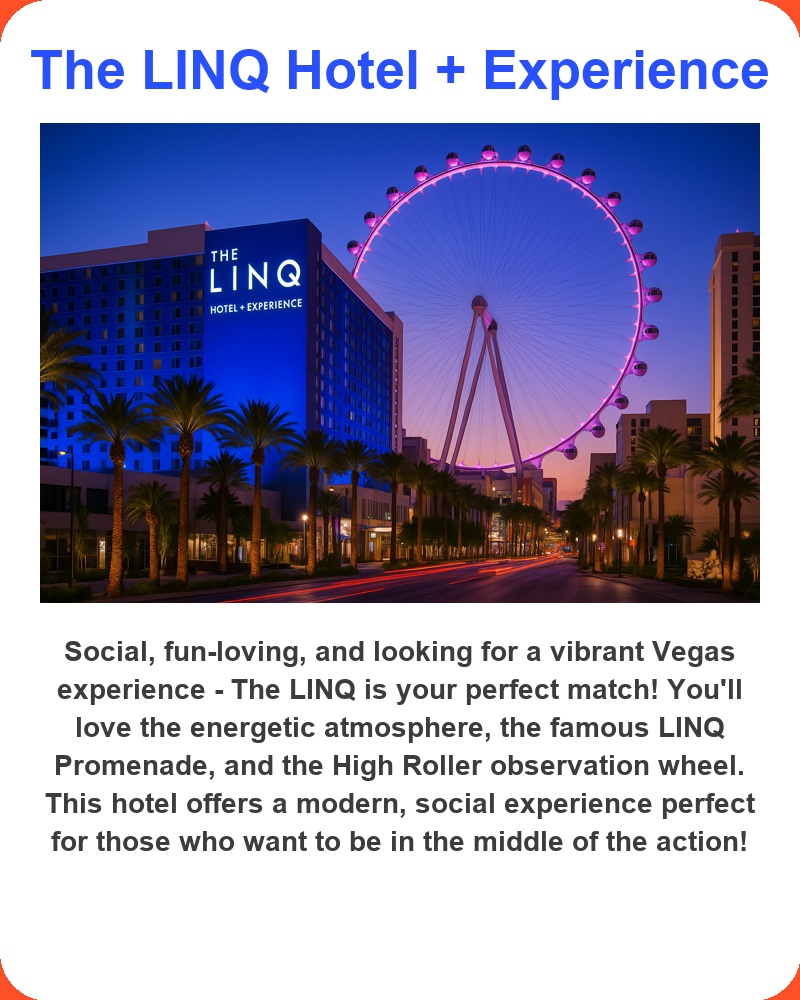 The LINQ Hotel + Experience
THE
LINQ
HOTEL + EXPERIENCE
Social, fun-loving, and looking for a vibrant Vegas
experience - The LINQ is your perfect match! You'll
love the energetic atmosphere, the famous LINQ
Promenade, and the High Roller observation wheel.
This hotel offers a modern, social experience perfect
for those who want to be in the middle of the action!